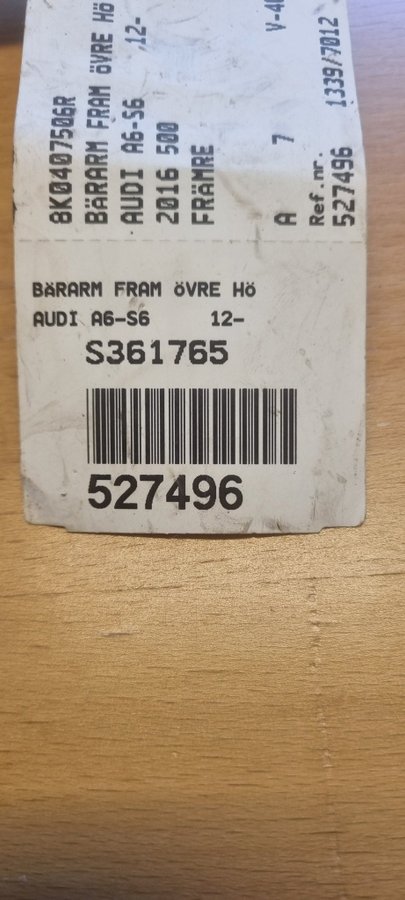 8K0407506R
BÄRARM FRAM ÖVRE HÖ
AUDI A6-S6 12-
2016 500
FRÄMRE
A 7
Ref.nr.
527496 1339/7012
BÄRARM FRAM ÖVRE HÖ
AUDI A6-S6 12-
S361765
527496